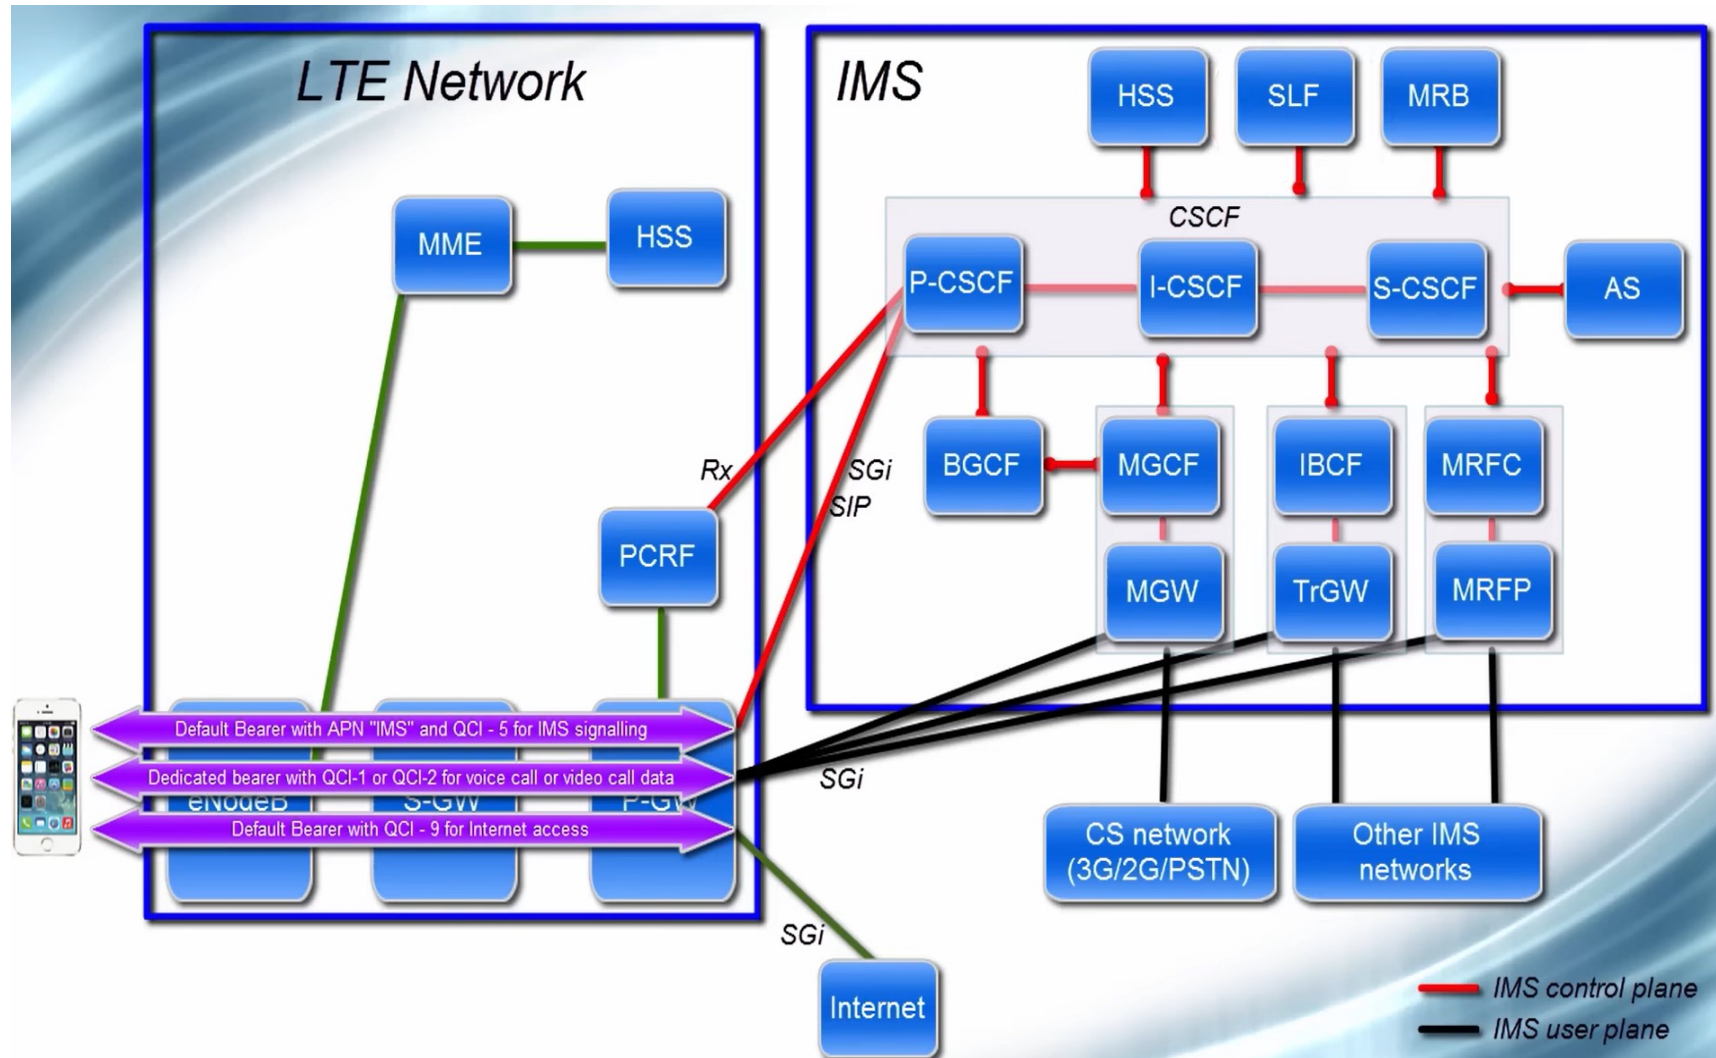 LTE Network
IMS
HSS
SLF
MRB
CSCF
MME
HSS
P-CSCF
I-CSCF
S-CSCF
AS
Rx
SGi
SIP
BGCF
MGCF
IBCF
MRFC
PCRF
MGW
TrGW
MRFP
Default Bearer with APN "IMS" and QCI - 5 for IMS signalling
Dedicated bearer with QCI-1 or QCI-2 for voice call or video call data
SGi
eNodeB
S-GW
P-GW
Default Bearer with QCI - 9 for Internet access
CS network
(3G/2G/PSTN)
Other IMS
networks
SGi
Internet
IMS control plane
IMS user plane